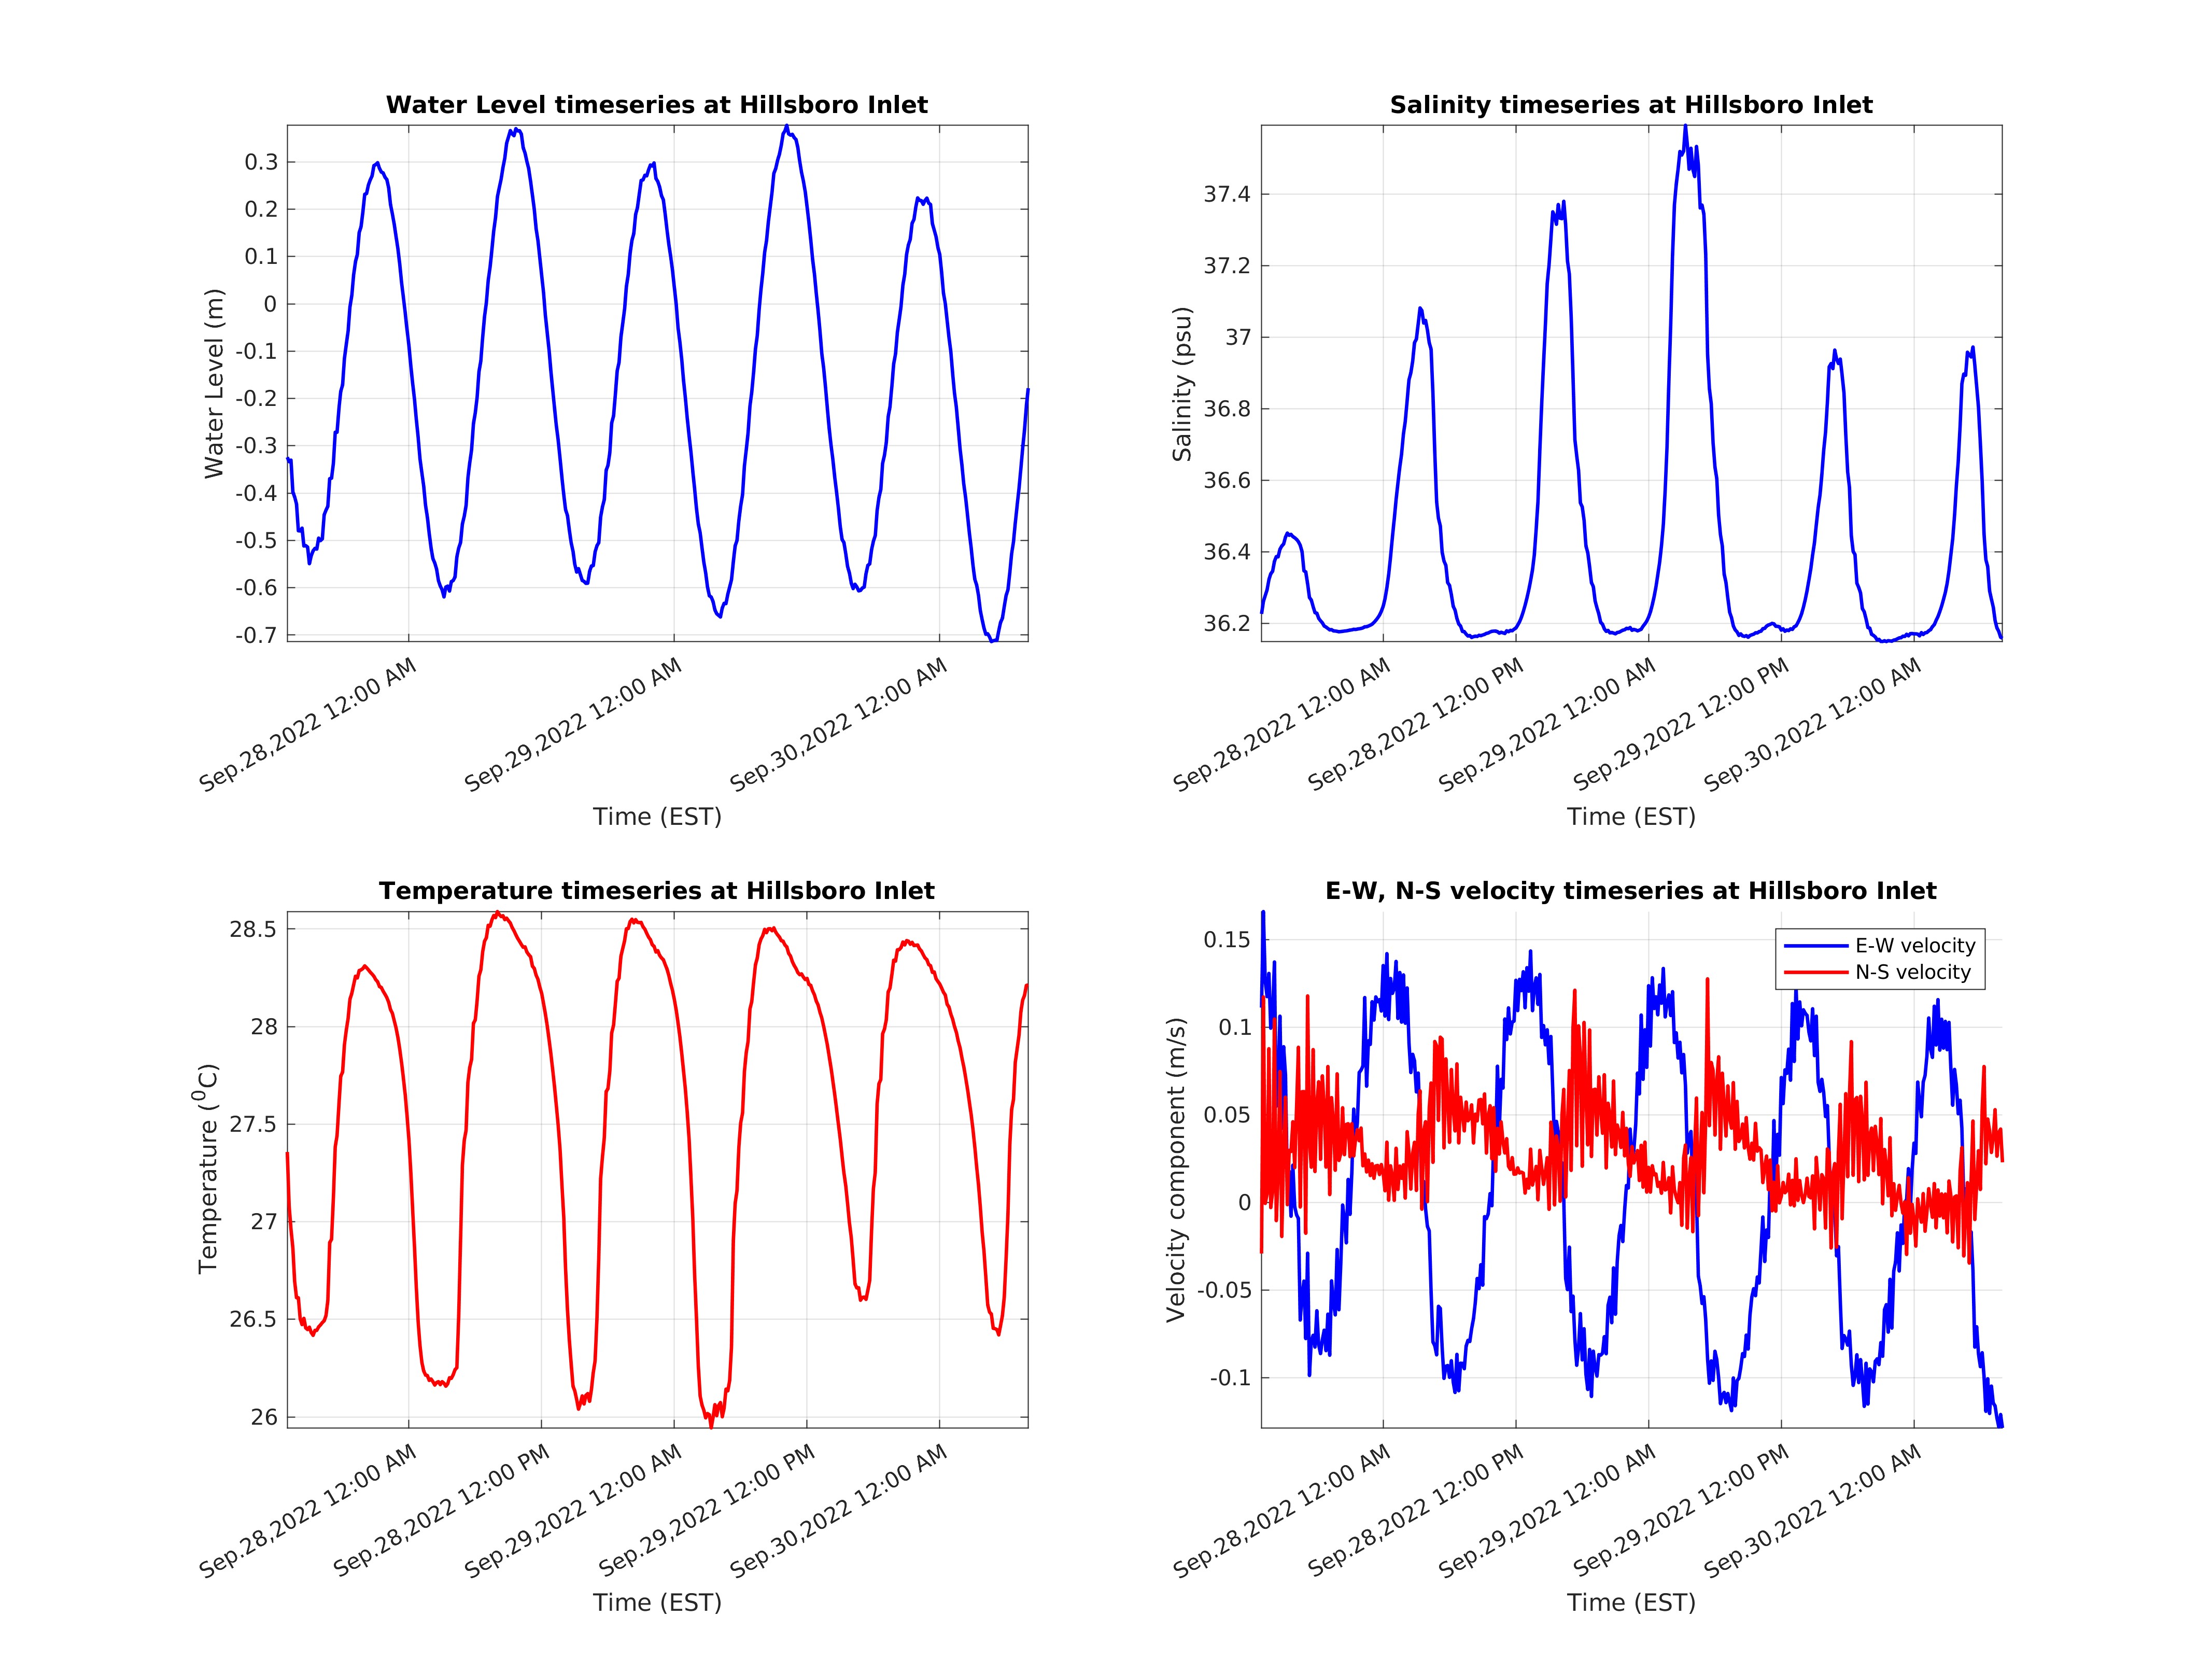 Water Level timeseries at Hillsboro Inlet
0.3
0.2
0.1
0
-0.1
-0.2
-0.3
-0.4
-0.5
-0.6
-0.7
Water Level (m)
Sep.28,2022 12:00 AM
Sep.29,2022 12:00 AM
Sep.30,2022 12:00 AM
Time (EST)
Salinity timeseries at Hillsboro Inlet
37.4
37.2
37
36.8
36.6
36.4
36.2
Salinity (psu)
Sep.28,2022 12:00 AM
Sep.28,2022 12:00 PM
Sep.29,2022 12:00 AM
Sep.29,2022 12:00 PM
Sep.30,2022 12:00 AM
Time (EST)
Temperature timeseries at Hillsboro Inlet
28.5
28
27.5
27
26.5
26
Temperature (⁰C)
Sep.28,2022 12:00 AM
Sep.28,2022 12:00 PM
Sep.29,2022 12:00 AM
Sep.29,2022 12:00 PM
Sep.30,2022 12:00 AM
Time (EST)
E-W, N-S velocity timeseries at Hillsboro Inlet
E-W velocity
N-S velocity
0.15
0.1
0.05
0
-0.05
-0.1
Velocity component (m/s)
Sep.28,2022 12:00 AM
Sep.28,2022 12:00 PM
Sep.29,2022 12:00 AM
Sep.29,2022 12:00 PM
Sep.30,2022 12:00 AM
Time (EST)